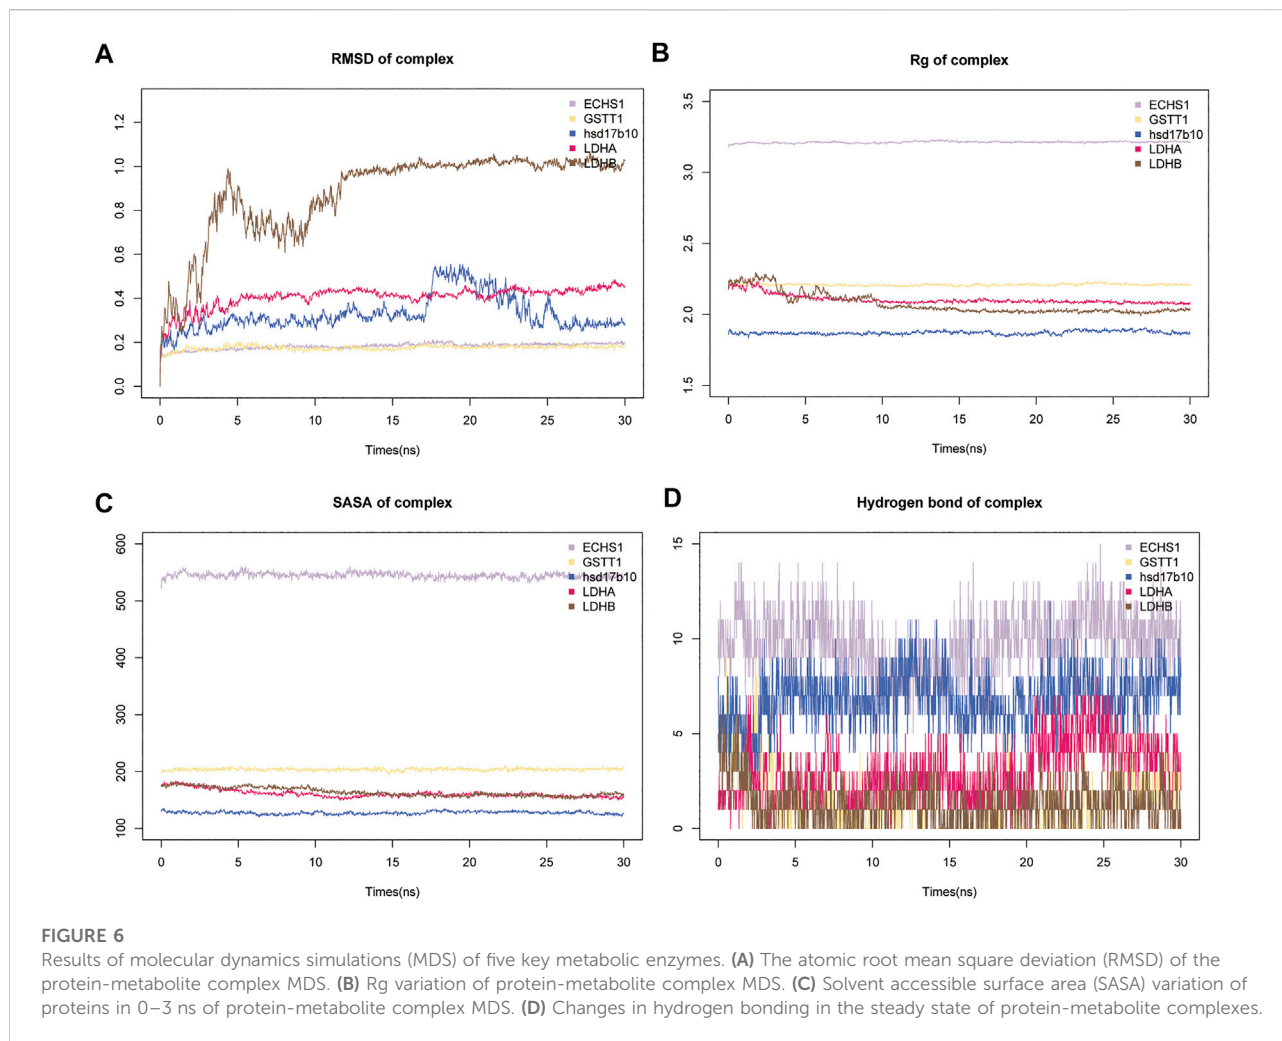 A
RMSD of complex
ECHS1
GSTT1
hsd17b10
LDHA
LDHB
1.2
1.0
0.8
0.6
0.4
0.2
0.0
0 5 10 15 20 25 30
Times(ns)
B
Rg of complex
ECHS1
GSTT1
hsd17b10
LDHA
LDHB
3.5
3.0
2.5
2.0
1.5
0 5 10 15 20 25 30
Times(ns)
C
SASA of complex
ECHS1
GSTT1
hsd17b10
LDHA
LDHB
600
500
400
300
200
100
0 5 10 15 20 25 30
Times(ns)
D
Hydrogen bond of complex
ECHS1
GSTT1
hsd17b10
LDHA
LDHB
15
10
5
0
0 5 10 15 20 25 30
Times(ns)
FIGURE 6
Results of molecular dynamics simulations (MDS) of five key metabolic enzymes. (A) The atomic root mean square deviation (RMSD) of the
protein-metabolite complex MDS. (B) Rg variation of protein-metabolite complex MDS. (C) Solvent accessible surface area (SASA) variation of
proteins in 0–3 ns of protein-metabolite complex MDS. (D) Changes in hydrogen bonding in the steady state of protein-metabolite complexes.